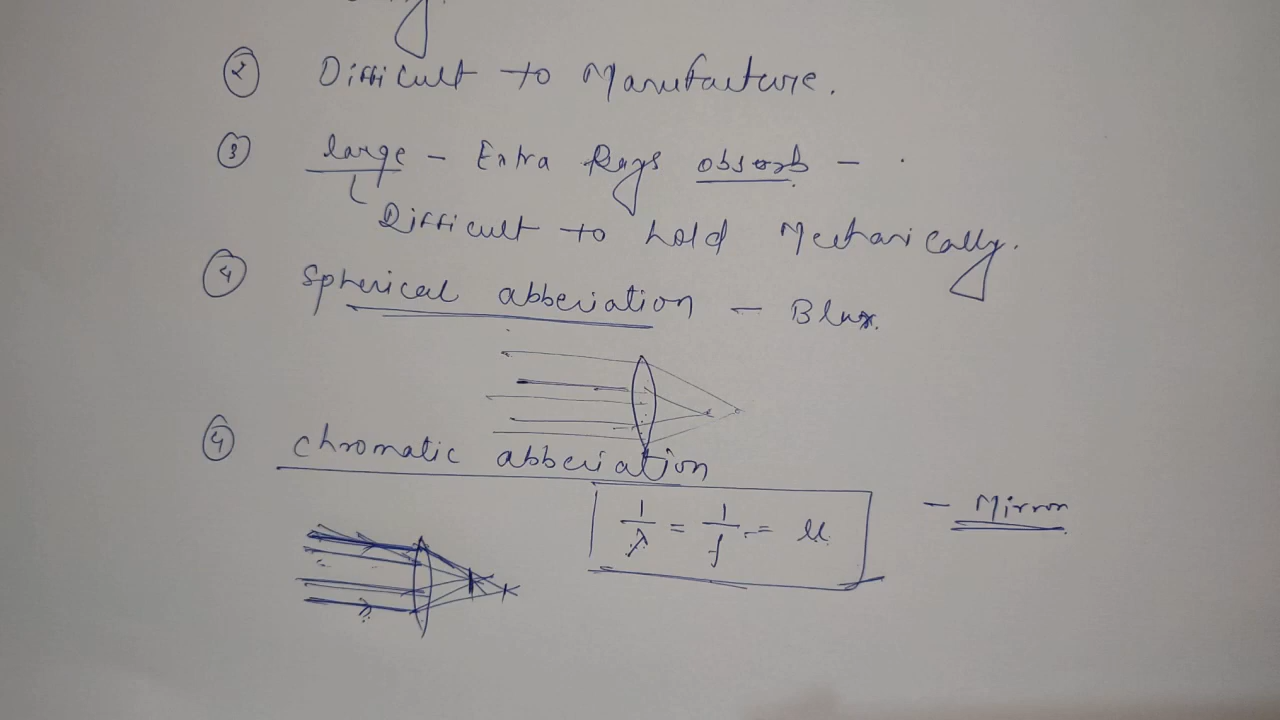 ② Difficult to Manufacture.
③ large – Extra Rays absorb –
Difficult to hold Mechanically.
④ Spherical abberiation – Blur.
④ chromatic abberiation
1/λ = 1/f = μ
– Mirror